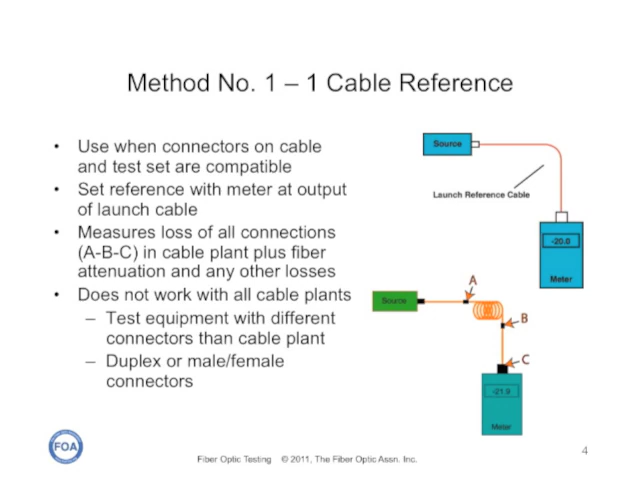 Method No. 1 – 1 Cable Reference
• Use when connectors on cable
and test set are compatible
• Set reference with meter at output
of launch cable
• Measures loss of all connections
(A-B-C) in cable plant plus fiber
attenuation and any other losses
• Does not work with all cable plants
– Test equipment with different
connectors than cable plant
– Duplex or male/female
connectors
Source
Launch Reference Cable
-20.0
Meter
A
Source
B
C
-21.9
Meter
FOA
Fiber Optic Testing © 2011, The Fiber Optic Assn. Inc.
4